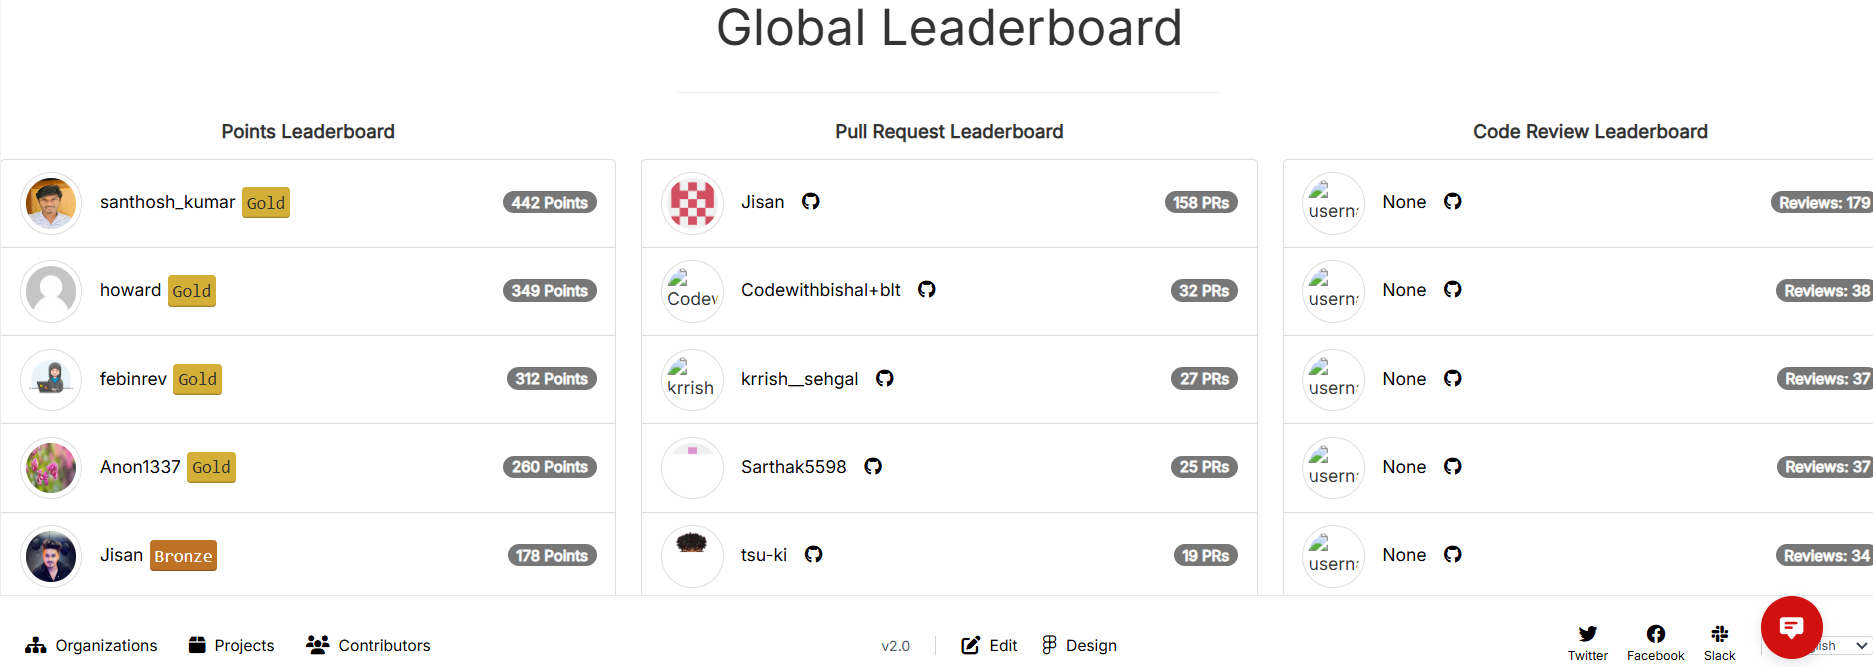 Global Leaderboard
Points Leaderboard
santhosh_kumar Gold 442 Points
howard Gold 349 Points
febinrev Gold 312 Points
Anon1337 Gold 260 Points
Jisan Bronze 178 Points
Pull Request Leaderboard
Jisan 158 PRs
Codewithbishal+blt 32 PRs
krrish
krrish__sehgal 27 PRs
Sarthak5598 25 PRs
tsu-ki 19 PRs
Code Review Leaderboard
usern
None Reviews: 179
usern
None Reviews: 38
usern
None Reviews: 37
usern
None Reviews: 37
usern
None Reviews: 34
Organizations Projects Contributors
v2.0 Edit Design
Twitter Facebook Slack